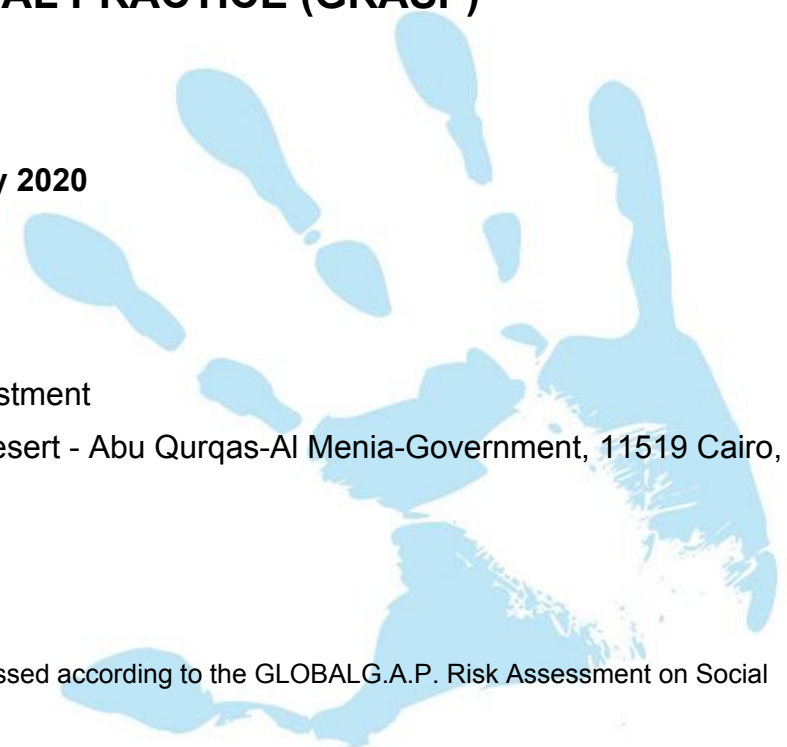 AL PRACTICE (GRASP)
y 2020
stment
esert - Abu Qurqas-Al Menia-Government, 11519 Cairo,
ssed according to the GLOBALG.A.P. Risk Assessment on Social